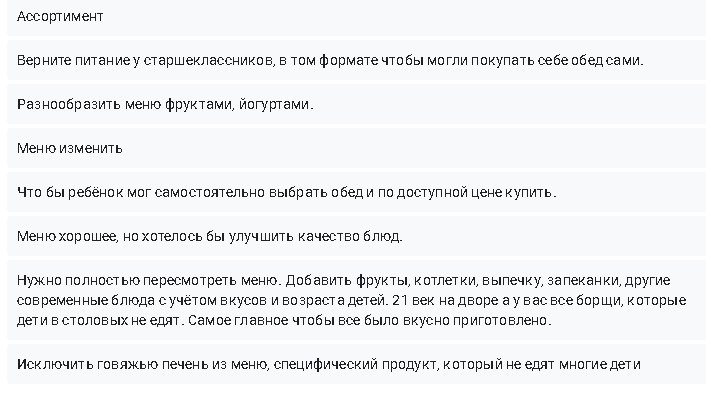 Ассортимент
Верните питание у старшеклассников, в том формате чтобы могли покупать себе обед сами.
Разнообразить меню фруктами, йогуртами.
Меню изменить
Что бы ребёнок мог самостоятельно выбрать обед и по доступной цене купить.
Меню хорошее, но хотелось бы улучшить качество блюд.
Нужно полностью пересмотреть меню. Добавить фрукты, котлетки, выпечку, запеканки, другие
современные блюда с учётом вкусов и возраста детей. 21 век на дворе а у вас все борщи, которые
дети в столовых не едят. Самое главное чтобы все было вкусно приготовлено.
Исключить говяжью печень из меню, специфический продукт, который не едят многие дети